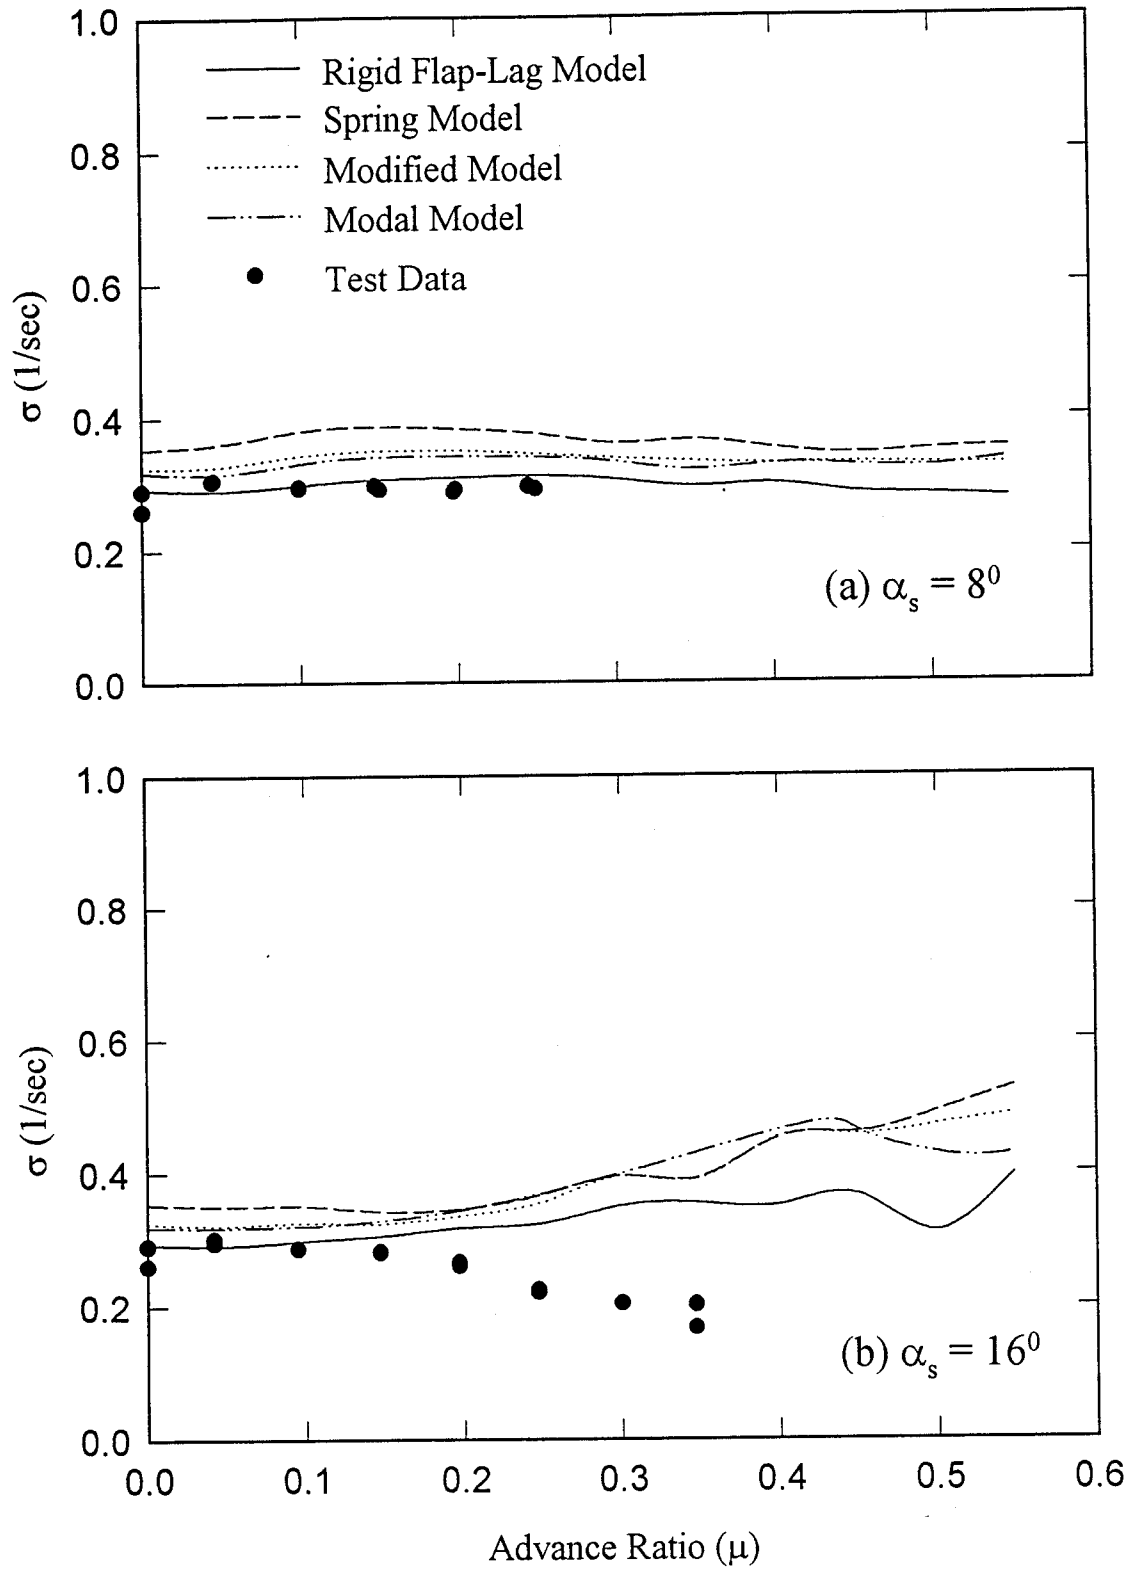 1.0
Rigid Flap-Lag Model
Spring Model
0.8
Modified Model
Modal Model
Test Data
0.6
σ (1/sec)
0.4
0.2
(a) αs = 8⁰
0.0
1.0
0.8
0.6
σ (1/sec)
0.4
0.2
(b) αs = 16⁰
0.0
0.0 0.1 0.2 0.3 0.4 0.5 0.6
Advance Ratio (μ)